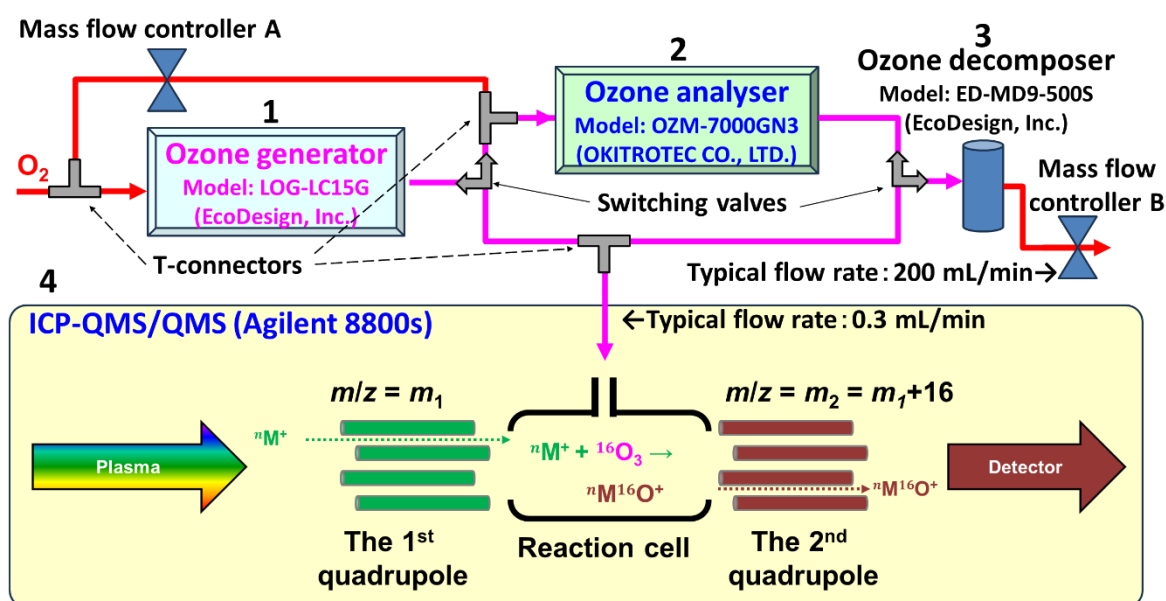 Mass flow controller A
1
2
3
Ozone decomposer
Model: ED-MD9-500S
(EcoDesign, Inc.)
O₂
Ozone generator
Model: LOG-LC15G
(EcoDesign, Inc.)
Ozone analyser
Model: OZM-7000GN3
(OKITROTEC CO., LTD.)
Mass flow
controller B
Switching valves
T-connectors
Typical flow rate: 200 mL/min→
4
ICP-QMS/QMS (Agilent 8800s)
←Typical flow rate: 0.3 mL/min
m/z = m₁
m/z = m₂ = m₁+16
Plasma
ⁿM⁺
ⁿM⁺ + ¹⁶O₃ →
ⁿM¹⁶O⁺
ⁿM¹⁶O⁺
Detector
The 1ˢᵗ
quadrupole
Reaction cell
The 2ⁿᵈ
quadrupole